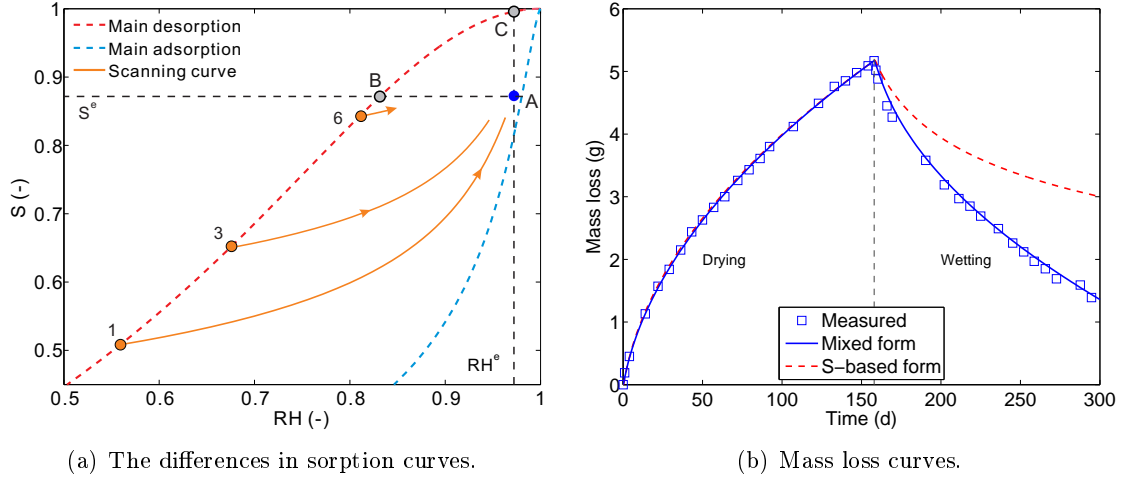 1
0.9
0.8
0.7
0.6
0.5
S (-)
0.5
0.6
0.7
0.8
0.9
1
RH (-)
Main desorption
Main adsorption
Scanning curve
C
B
A
S^e
6
3
1
RH^e
(a) The differences in sorption curves.
6
5
4
3
2
1
0
Mass loss (g)
0
50
100
150
200
250
300
Time (d)
Drying
Wetting
Measured
Mixed form
S−based form
(b) Mass loss curves.